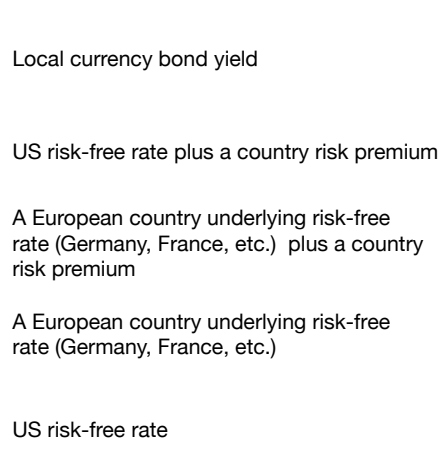 Local currency bond yield
US risk-free rate plus a country risk premium
A European country underlying risk-free
rate (Germany, France, etc.)  plus a country
risk premium
A European country underlying risk-free
rate (Germany, France, etc.)
US risk-free rate